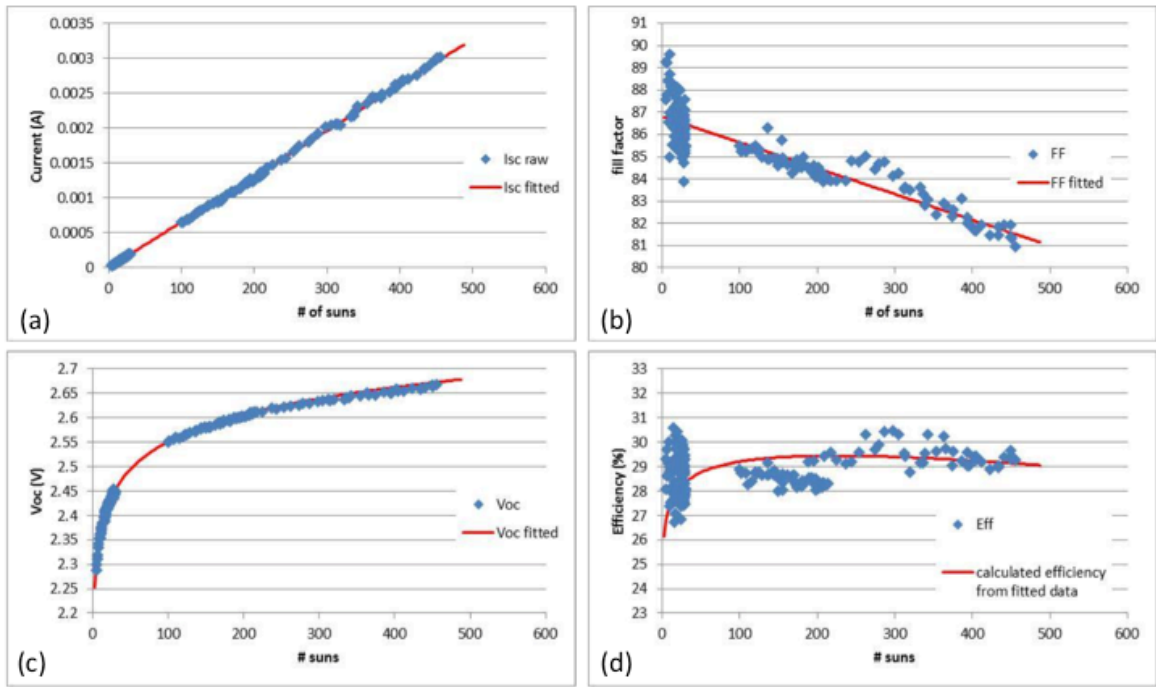 0.0035
0.003
0.0025
0.002
0.0015
0.001
0.0005
0
Current (A)
Isc raw
Isc fitted
0 100 200 300 400 500 600
# of suns
(a)
91
90
89
88
87
86
85
84
83
82
81
80
fill factor
FF
FF fitted
0 100 200 300 400 500 600
# of suns
(b)
2.7
2.65
2.6
2.55
2.5
2.45
2.4
2.35
2.3
2.25
2.2
Voc (V)
Voc
Voc fitted
0 100 200 300 400 500 600
# suns
(c)
33
32
31
30
29
28
27
26
25
24
23
Efficiency (%)
Eff
calculated efficiency
from fitted data
0 100 200 300 400 500 600
# suns
(d)